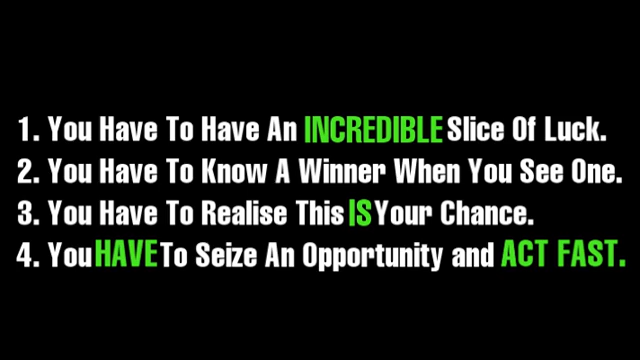 1. You Have To Have An INCREDIBLE Slice Of Luck.
2. You Have To Know A Winner When You See One.
3. You Have To Realise This IS Your Chance.
4. You HAVE To Seize An Opportunity and ACT FAST.